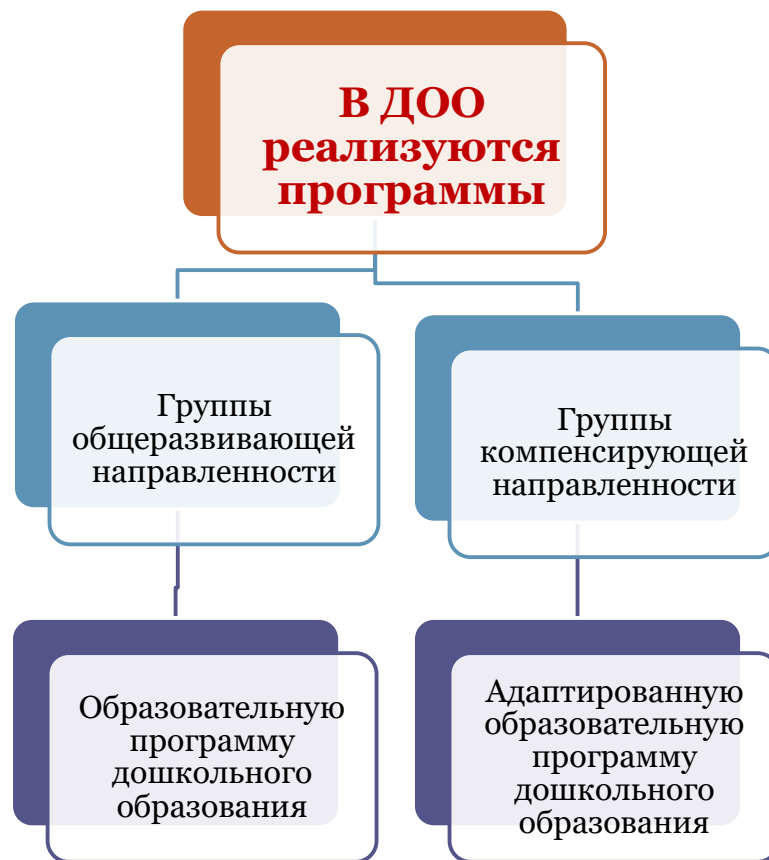 В ДОО
реализуются
программы
Группы
общеразвивающей
направленности
Группы
компенсирующей
направленности
Образовательную
программу
дошкольного
образования
Адаптированную
образовательную
программу
дошкольного
образования